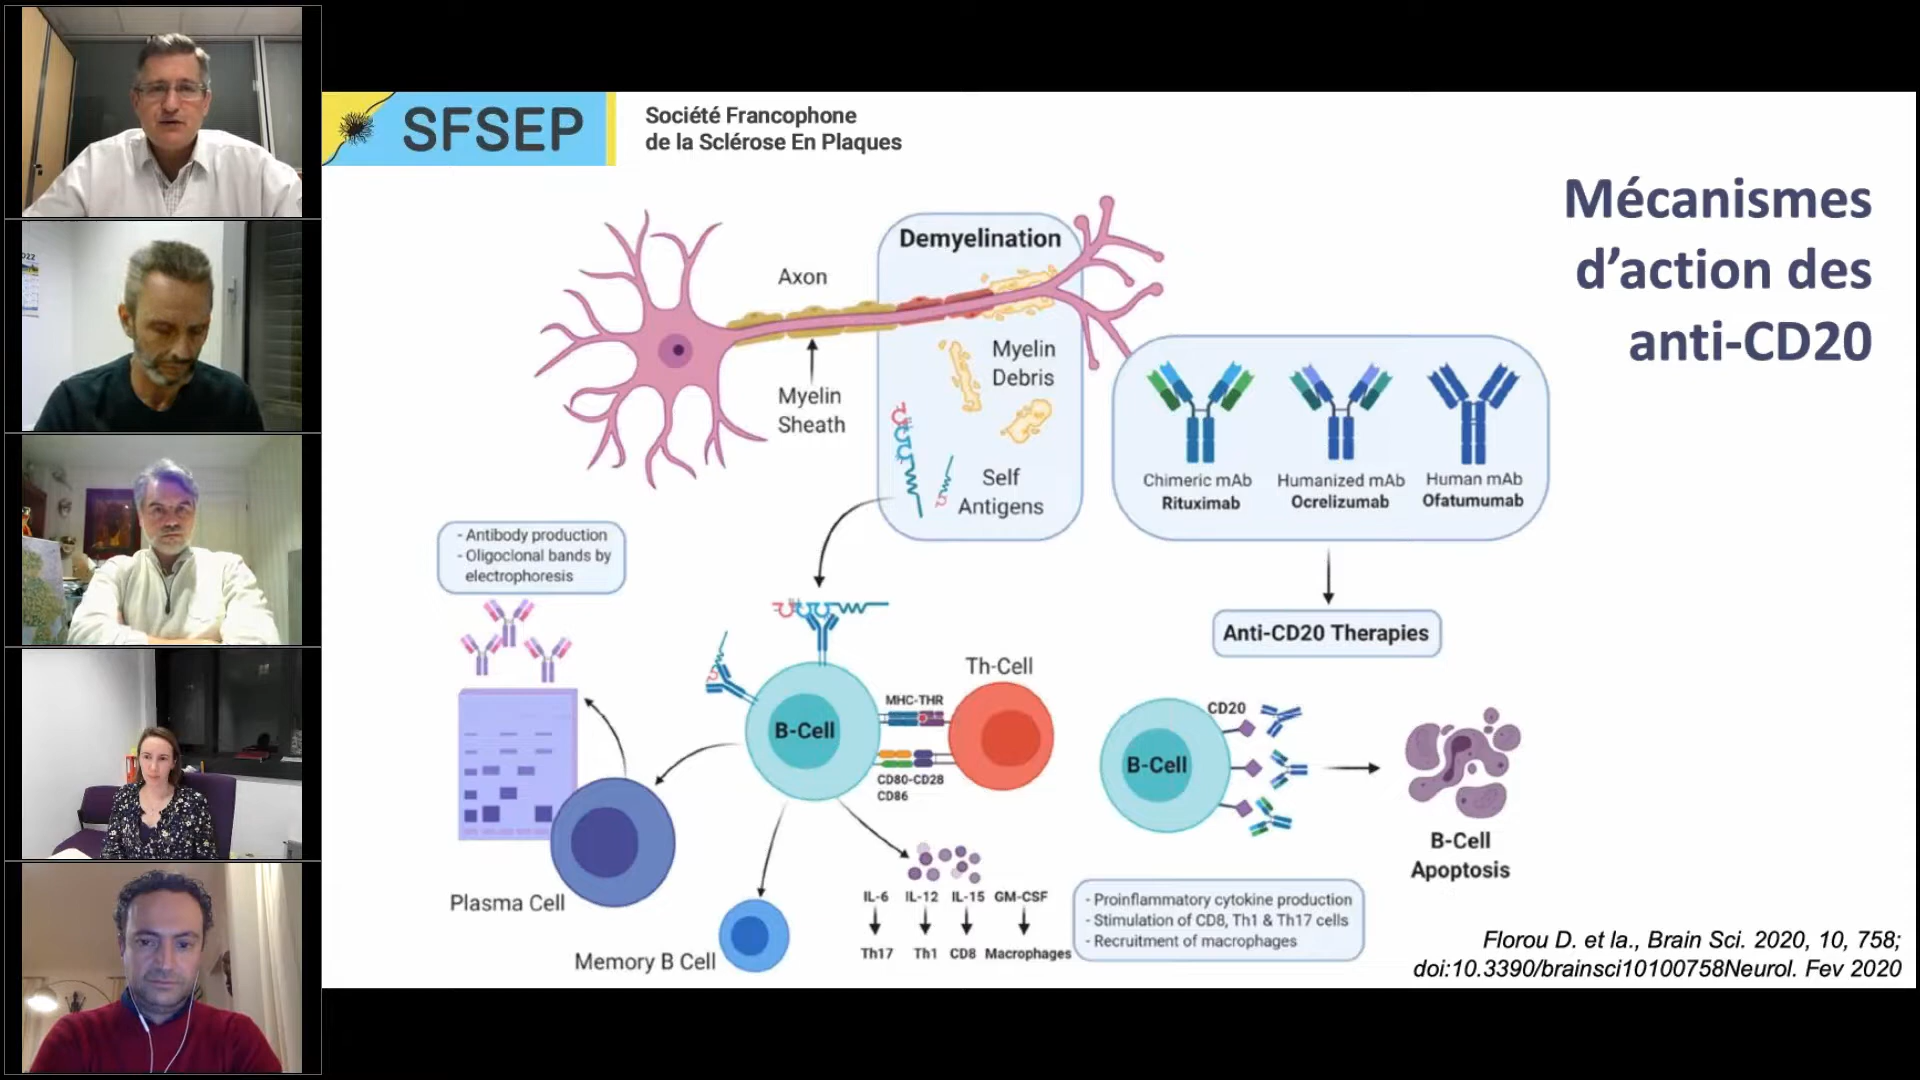 SFSEP
Société Francophone
de la Sclérose En Plaques
Mécanismes
d’action des
anti-CD20
Demyelination
Axon
Myelin
Sheath
Myelin
Debris
Self
Antigens
Chimeric mAb
Rituximab
Humanized mAb
Ocrelizumab
Human mAb
Ofatumumab
Anti-CD20 Therapies
- Antibody production
- Oligoclonal bands by
electrophoresis
B-Cell
Th-Cell
MHC-THR
CD80-CD28
CD86
Plasma Cell
Memory B Cell
IL-6 IL-12 IL-15 GM-CSF
Th17 Th1 CD8 Macrophages
- Proinflammatory cytokine production
- Stimulation of CD8, Th1 & Th17 cells
- Recruitment of macrophages
CD20
B-Cell
B-Cell
Apoptosis
Florou D. et la., Brain Sci. 2020, 10, 758;
doi:10.3390/brainsci10100758Neurol. Fev 2020